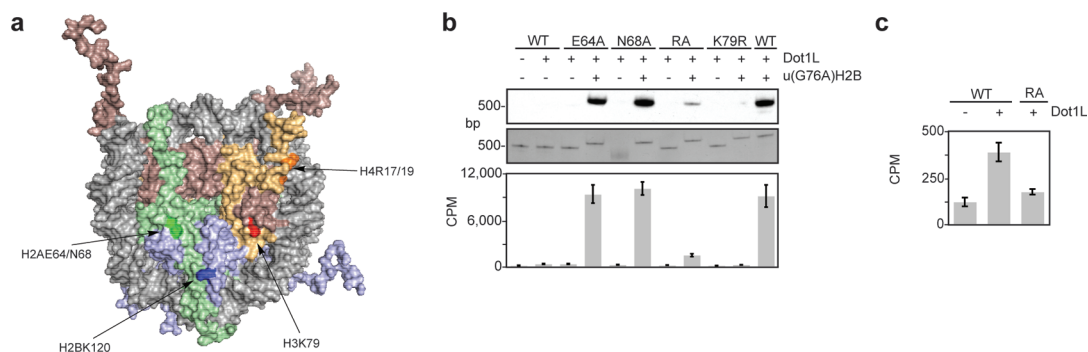 a
H4R17/19
H2AE64/N68
H2BK120
H3K79
b
WT E64A N68A RA K79R WT
- + + + - + - + - + + Dot1L
- - - + - + - + - + + u(G76A)H2B
500-
bp
500-
12,000
CPM
6,000
0
c
WT RA
- + + Dot1L
500
CPM
250
0